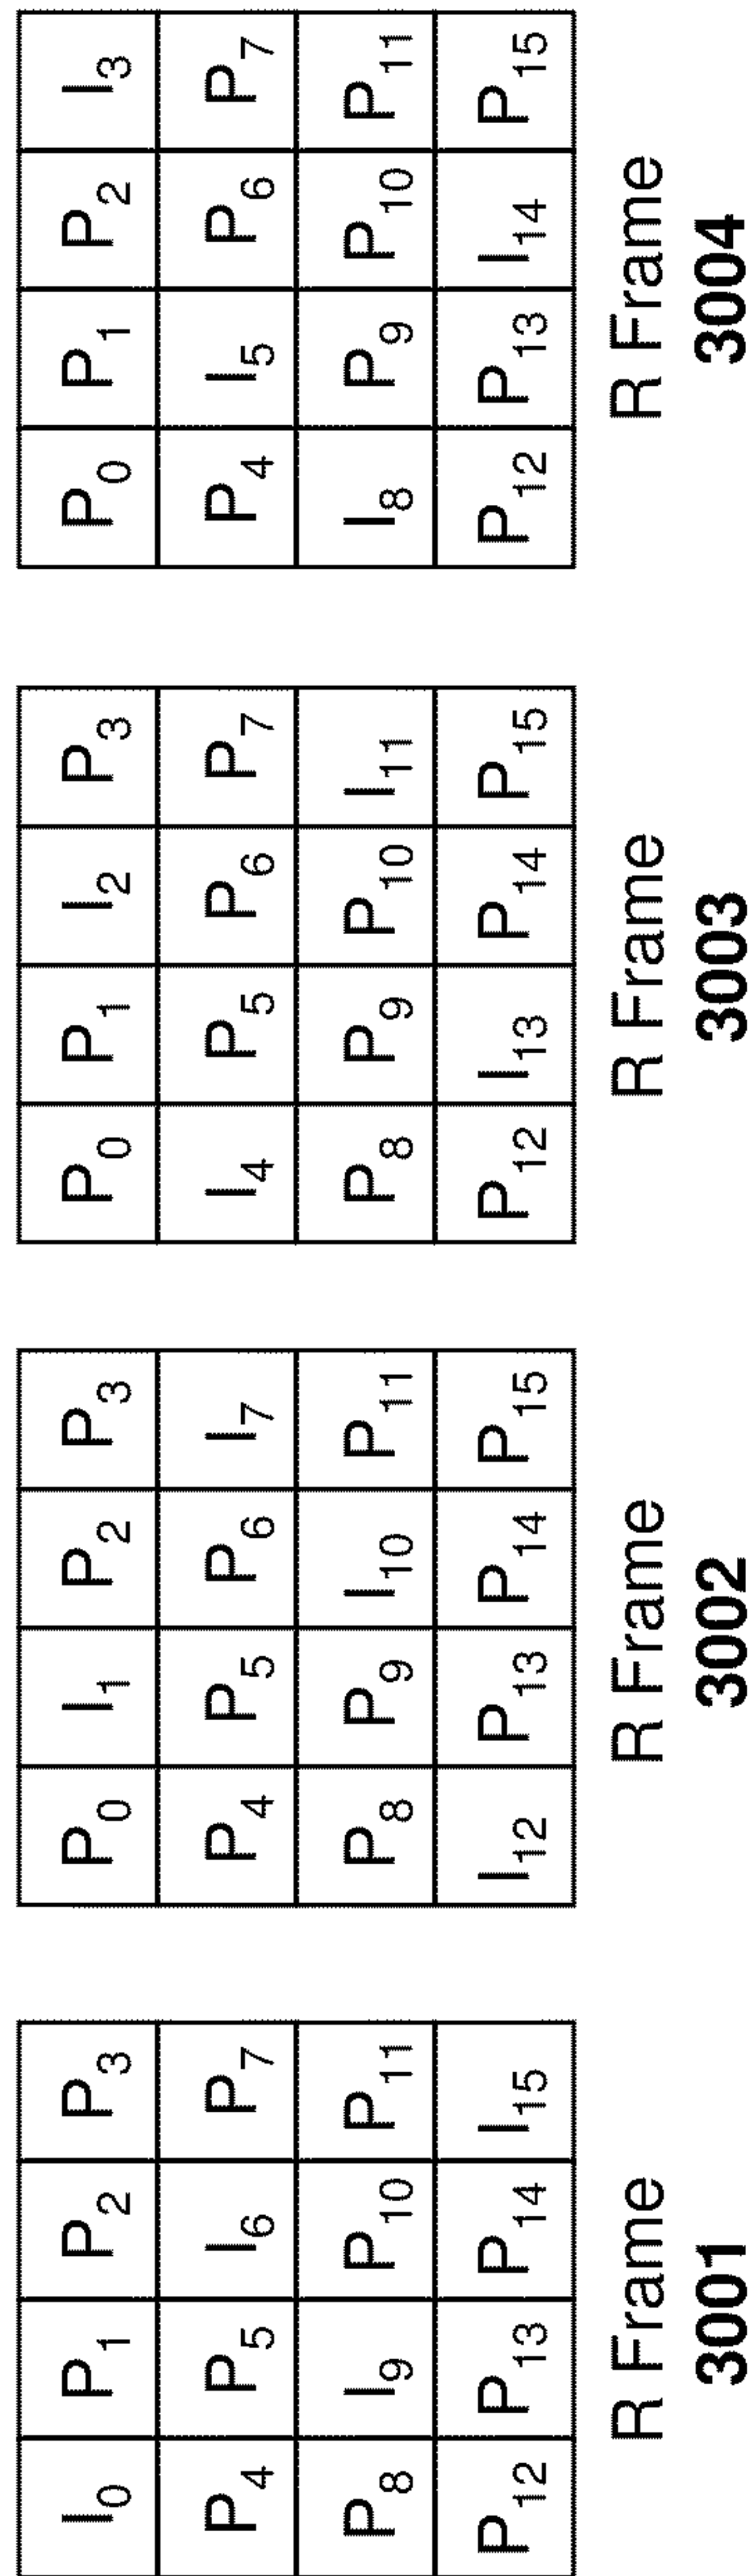 I0 P1 P2 P3
P4 P5 I6 P7
P8 I9 P10 P11
P12 P13 P14 I15
R Frame
3001
P0 I1 P2 P3
P4 P5 P6 I7
P8 P9 I10 P11
I12 P13 P14 P15
R Frame
3002
P0 P1 I2 P3
I4 P5 P6 P7
P8 P9 P10 I11
P12 I13 P14 P15
R Frame
3003
P0 P1 P2 I3
P4 I5 P6 P7
I8 P9 P10 P11
P12 P13 I14 P15
R Frame
3004